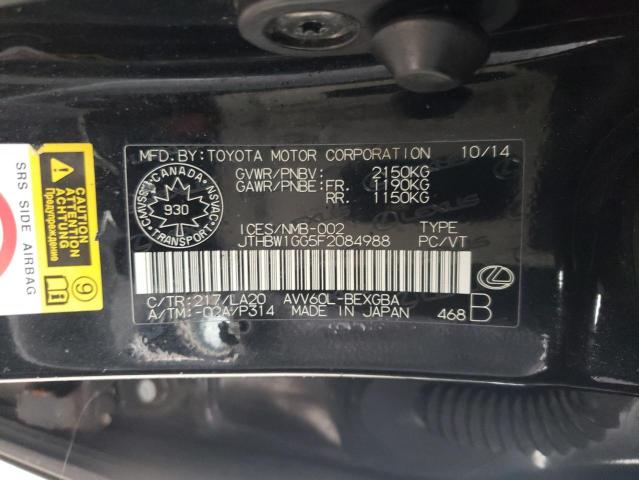 MFD. BY: TOYOTA MOTOR CORPORATION 10/14
GVWR/PNBV: 2150KG
GAWR/PNBE: FR. 1190KG
RR. 1150KG
CANADA
CMVSS
NSVAC
930
TRANSPORT
ICES/NMB-002 TYPE
JTHBW1GG5F2084988 PC/VT
C/TR: 217/LA20 AVV60L-BEXGBA
A/TM: -02A/P314 MADE IN JAPAN 468 B
SRS SIDE AIRBAG
CAUTION
ATTENTION
ACHTUNG
Предупреждение
9